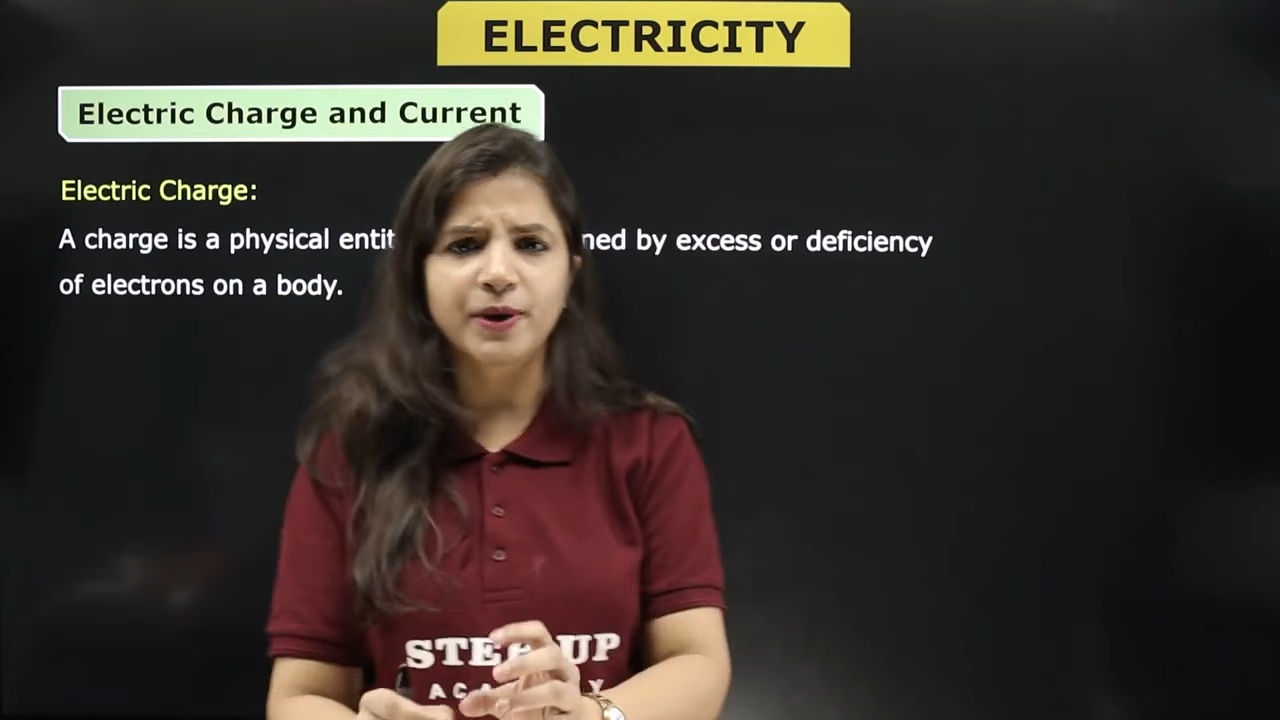 ELECTRICITY
Electric Charge and Current
Electric Charge:
A charge is a physical by excess or deficiency
of electrons on a body.